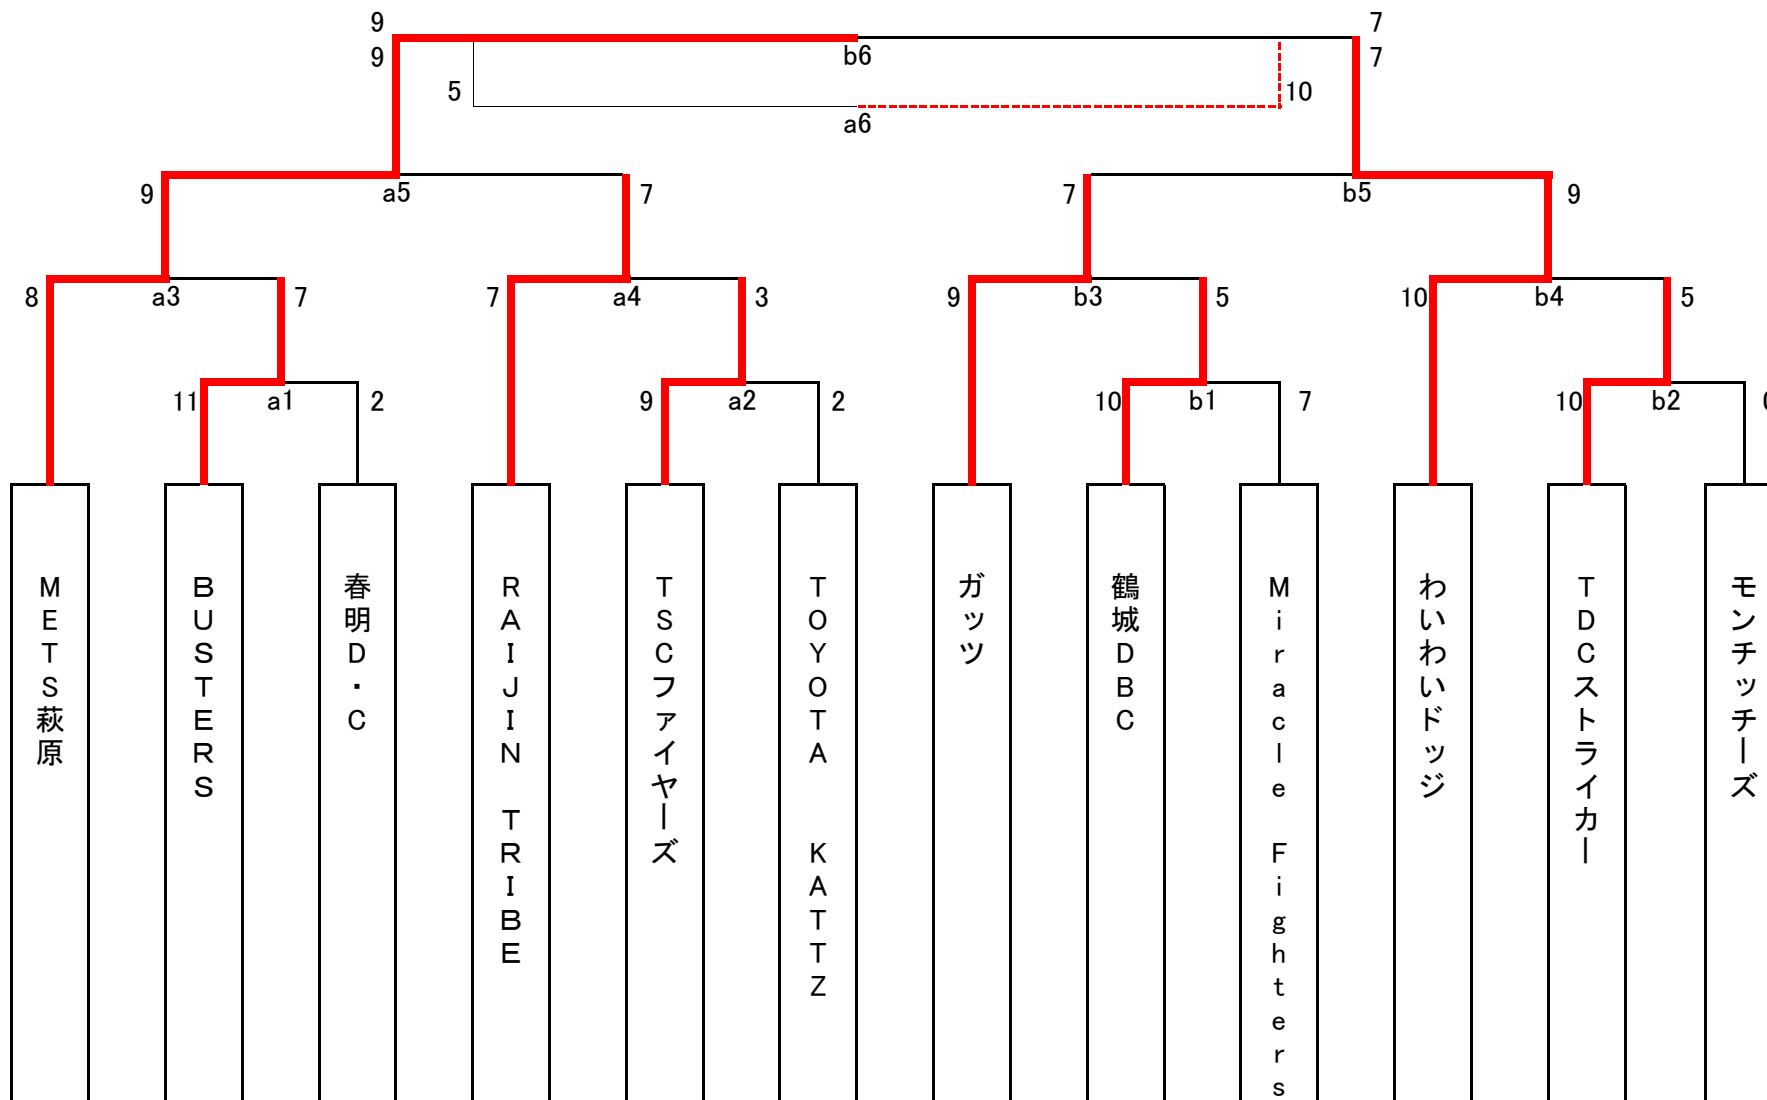 9 7
9 b6 7
5 10
a6
9 a5 7 7 b5 9
8 a3 7 7 a4 3 9 b3 5 10 b4 5
11 a1 2 9 a2 2 10 b1 7 10 b2
METS萩原
BUSTERS
春明D・C
RAIJIN TRIBE
TSCファイヤーズ
TOYOTA KATTZ
ガッツ
鶴城DBC
Miracle Fighters
わいわいドッジ
TDCストライカー
モンチッチーズ